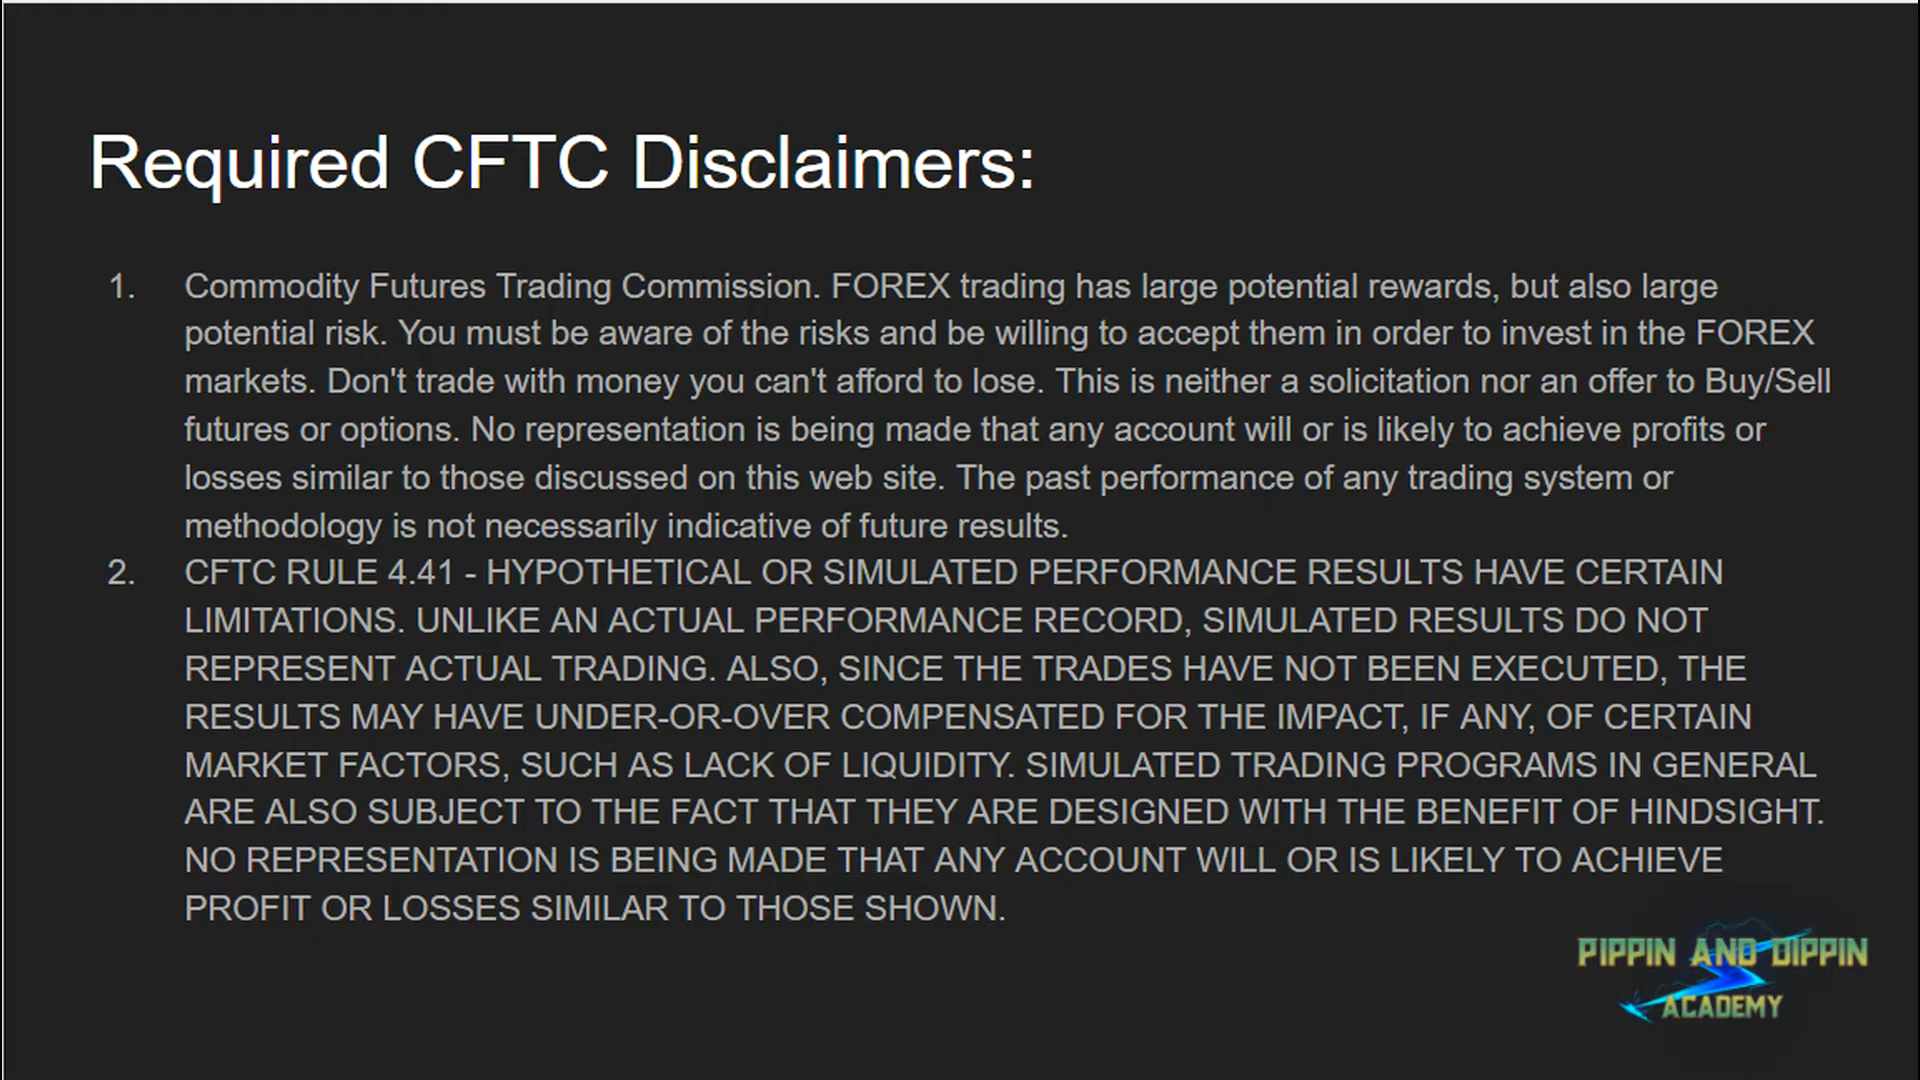 Required CFTC Disclaimers:
1. Commodity Futures Trading Commission. FOREX trading has large potential rewards, but also large
potential risk. You must be aware of the risks and be willing to accept them in order to invest in the FOREX
markets. Don't trade with money you can't afford to lose. This is neither a solicitation nor an offer to Buy/Sell
futures or options. No representation is being made that any account will or is likely to achieve profits or
losses similar to those discussed on this web site. The past performance of any trading system or
methodology is not necessarily indicative of future results.
2. CFTC RULE 4.41 - HYPOTHETICAL OR SIMULATED PERFORMANCE RESULTS HAVE CERTAIN
LIMITATIONS. UNLIKE AN ACTUAL PERFORMANCE RECORD, SIMULATED RESULTS DO NOT
REPRESENT ACTUAL TRADING. ALSO, SINCE THE TRADES HAVE NOT BEEN EXECUTED, THE
RESULTS MAY HAVE UNDER-OR-OVER COMPENSATED FOR THE IMPACT, IF ANY, OF CERTAIN
MARKET FACTORS, SUCH AS LACK OF LIQUIDITY. SIMULATED TRADING PROGRAMS IN GENERAL
ARE ALSO SUBJECT TO THE FACT THAT THEY ARE DESIGNED WITH THE BENEFIT OF HINDSIGHT.
NO REPRESENTATION IS BEING MADE THAT ANY ACCOUNT WILL OR IS LIKELY TO ACHIEVE
PROFIT OR LOSSES SIMILAR TO THOSE SHOWN.
PIPPIN AND DIPPIN
ACADEMY